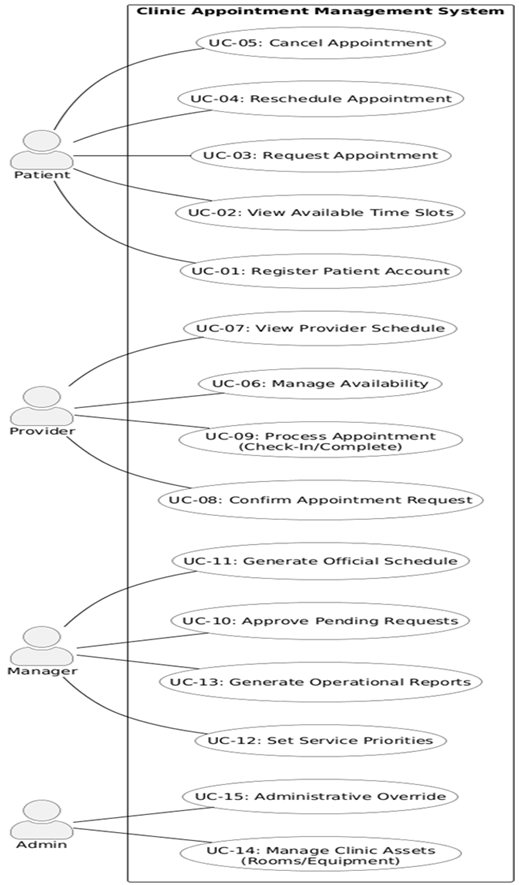 Clinic Appointment Management System
UC-05: Cancel Appointment
UC-04: Reschedule Appointment
UC-03: Request Appointment
Patient
UC-02: View Available Time Slots
UC-01: Register Patient Account
UC-07: View Provider Schedule
UC-06: Manage Availability
Provider
UC-09: Process Appointment
(Check-In/Complete)
UC-08: Confirm Appointment Request
UC-11: Generate Official Schedule
UC-10: Approve Pending Requests
Manager
UC-13: Generate Operational Reports
UC-12: Set Service Priorities
UC-15: Administrative Override
Admin
UC-14: Manage Clinic Assets
(Rooms/Equipment)